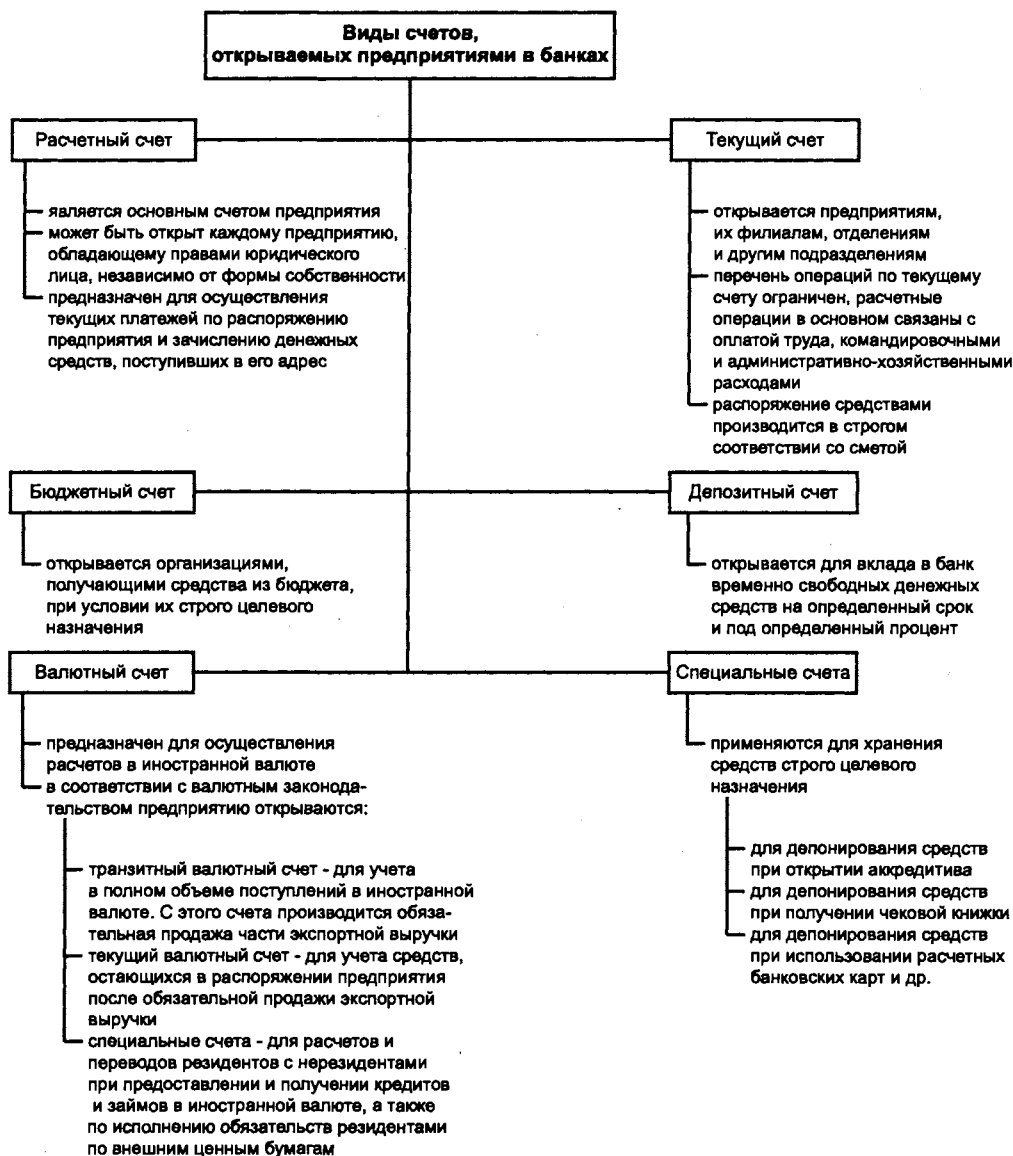 Виды счетов,
открываемых предприятиями в банках
Расчетный счет
является основным счетом предприятия
может быть открыт каждому предприятию,
обладающему правами юридического
лица, независимо от формы собственности
предназначен для осуществления
текущих платежей по распоряжению
предприятия и зачислению денежных
средств, поступивших в его адрес
Текущий счет
открывается предприятиям,
их филиалам, отделениям
и другим подразделениям
перечень операций по текущему
счету ограничен, расчетные
операции в основном связаны с
оплатой труда, командировочными
и административно-хозяйственными
расходами
распоряжение средствами
производится в строгом
соответствии со сметой
Бюджетный счет
открывается организациями,
получающими средства из бюджета,
при условии их строго целевого
назначения
Депозитный счет
открывается для вклада в банк
временно свободных денежных
средств на определенный срок
и под определенный процент
Валютный счет
предназначен для осуществления
расчетов в иностранной валюте
в соответствии с валютным законода-
тельством предприятию открываются:
транзитный валютный счет - для учета
в полном объеме поступлений в иностранной
валюте. С этого счета производится обяза-
тельная продажа части экспортной выручки
текущий валютный счет - для учета средств,
остающихся в распоряжении предприятия
после обязательной продажи экспортной
выручки
специальные счета - для расчетов и
переводов резидентов с нерезидентами
при предоставлении и получении кредитов
и займов в иностранной валюте, а также
по исполнению обязательств резидентами
по внешним ценным бумагам
Специальные счета
применяются для хранения
средств строго целевого
назначения
для депонирования средств
при открытии аккредитива
для депонирования средств
при получении чековой книжки
для депонирования средств
при использовании расчетных
банковских карт и др.